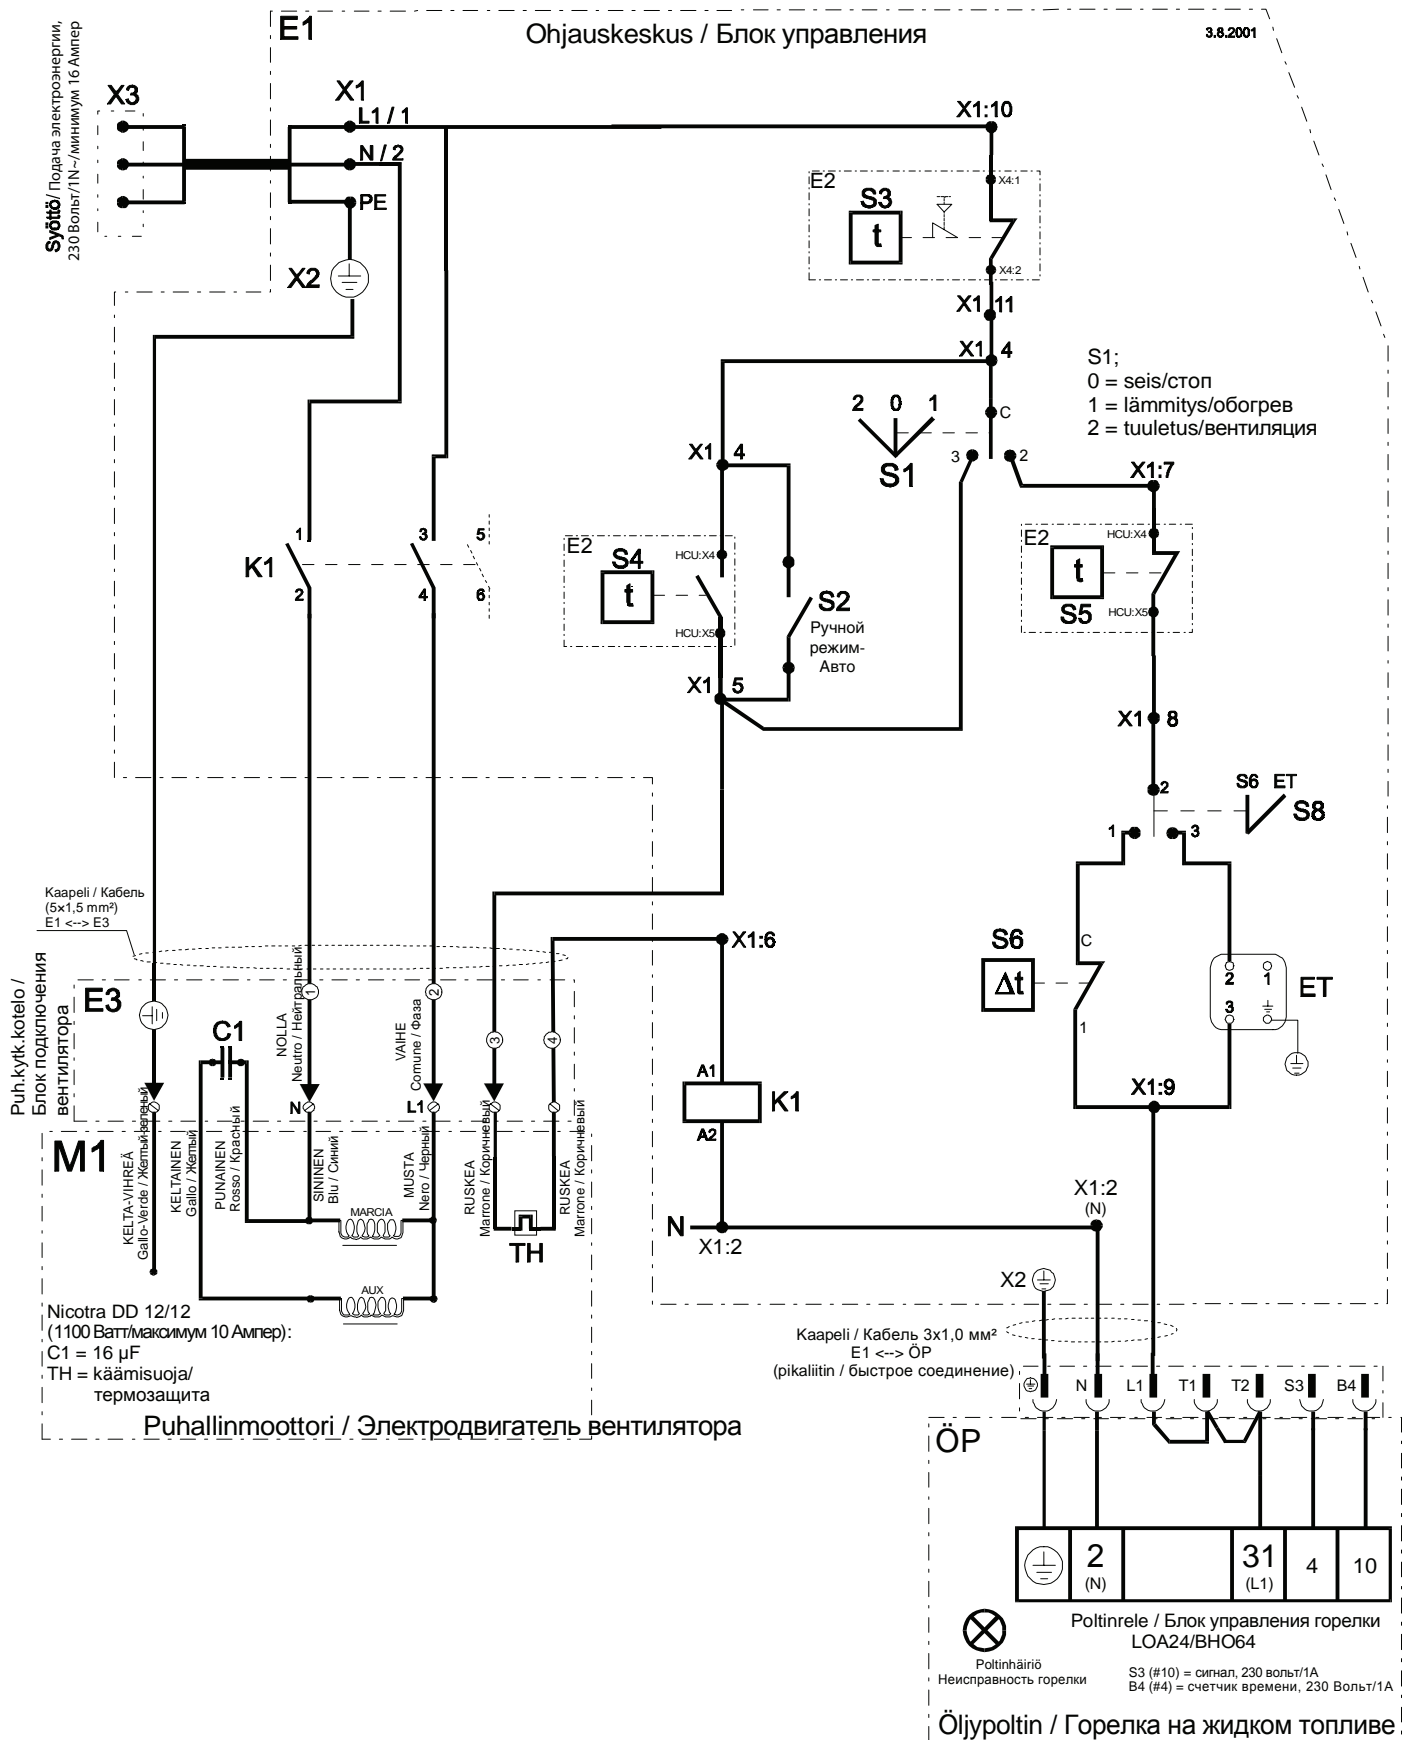 E1
Ohjauskeskus / Блок управления
3.8.2001
Syöttö/ Подача электроэнергии,
230 Вольт/1N~/минимум 16 Ампер
X3
X1
L1 / 1
N / 2
PE
X2
X1:10
E2
X4:1
S3
t
X4:2
X1 11
X1 4
S1;
0 = seis/стоп
1 = lämmitys/обогрев
2 = tuuletus/вентиляция
2 0 1
C
S1
3
2
X1 4
X1:7
1
3
5
K1
2
4
6
E2
HCU:X4
S4
t
HCU:X5
S2
Ручной
режим-
Авто
E2
HCU:X4
t
S5
HCU:X5
X1 5
X1 8
2
S6 ET
S8
1
3
Kaapeli / Кабель
(5×1,5 mm²)
E1 <--> E3
X1:6
C
S6
Δt
1
2
1
3
ET
Puh.kytk.kotelo /
Блок подключения
вентилятора
E3
C1
NOLLA
Neutro / Нейтральный
1
VAIHE
Comune / Фаза
2
3
4
N
L1
A1
K1
A2
X1:9
M1
KELTA-VIHREÄ
Gallo-Verde / Желтый-зеленый
KELTAINEN
Gallo / Желтый
PUNAINEN
Rosso / Красный
SININEN
Blu / Синий
MARCIA
MUSTA
Nero / Черный
RUSKEA
Marrone / Коричневый
RUSKEA
Marrone / Коричневый
TH
AUX
N
X1:2
X1:2
(N)
X2
Nicotra DD 12/12
(1100 Ватт/максимум 10 Ампер):
C1 = 16 µF
TH = käämisuoja/
термозащита
Puhallinmoottori / Электродвигатель вентилятора
Kaapeli / Кабель 3x1,0 mm²
E1 <--> ÖP
(pikaliitin / быстрое соединение)
N
L1
T1
T2
S3
B4
ÖP
2
(N)
31
(L1)
4
10
Poltinrele / Блок управления горелки
LOA24/BHO64
Poltinhäiriö
Неисправность горелки
S3 (#10) = сигнал, 230 вольт/1A
B4 (#4) = счетчик времени, 230 Вольт/1A
Öljypoltin / Горелка на жидком топливе